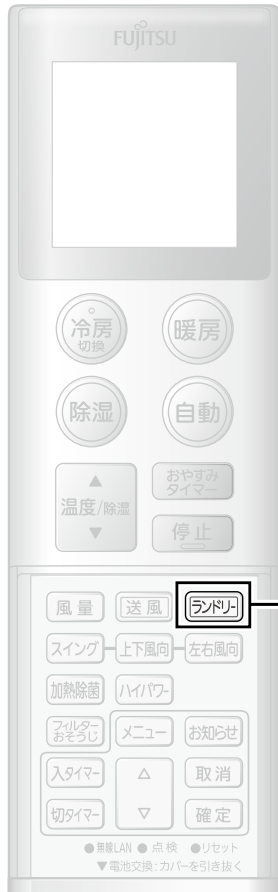 FUJITSU
冷房
切換
暖房
除湿
自動
▲
温度/除湿
▼
おやすみ
タイマー
停止
風量 送風 ランドリー
スイング 上下風向 左右風向
加熱除菌 ハイパワー
フィルター
おそうじ
メニュー お知らせ
入タイマー △ 取消
切タイマー ▽ 確定
●無線LAN ●点検 ●リセット
▼電池交換:カバーを引き抜く